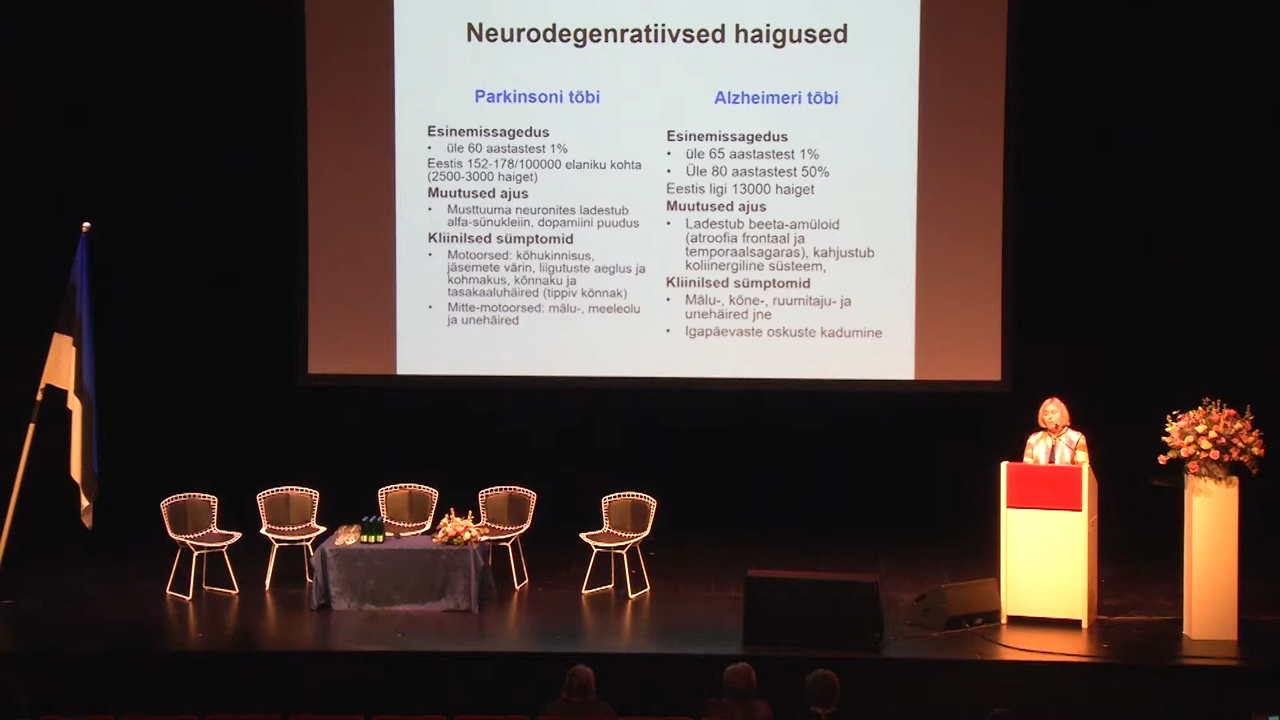 Neurodegenratiivsed haigused
Parkinsoni tõbi
Esinemissagedus
• üle 60 aastastest 1%
Eestis 152-178/100000 elaniku kohta
(2500-3000 haiget)
Muutused ajus
• Musttuuma neuronites ladestub
alfa-sünukleiin, dopamiini puudus
Kliinilsed sümptomid
• Motoorsed: kõhukinnisus,
jäsemete värin, liigutuste aeglus ja
kohmakus, kõnnaku ja
tasakaaluhäired (tippiv kõnnak)
• Mitte-motoorsed: mälu-, meeleolu
ja unehäired
Alzheimeri tõbi
Esinemissagedus
• üle 65 aastastest 1%
• Üle 80 aastastest 50%
Eestis ligi 13000 haiget
Muutused ajus
• Ladestub beeta-amüloid
(atroofia frontaal ja
temporaalsagaras), kahjustub
koliinergiline süsteem,
Kliinilsed sümptomid
• Mälu-, kõne-, ruumitaju- ja
unehäired jne
• Igapäevaste oskuste kadumine